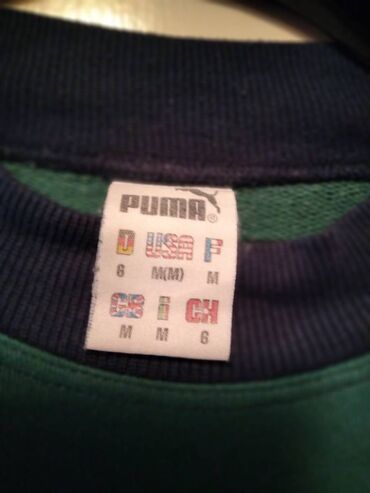 PUMA®
D USA F
6 M(M) M
GB I CH
M M 6